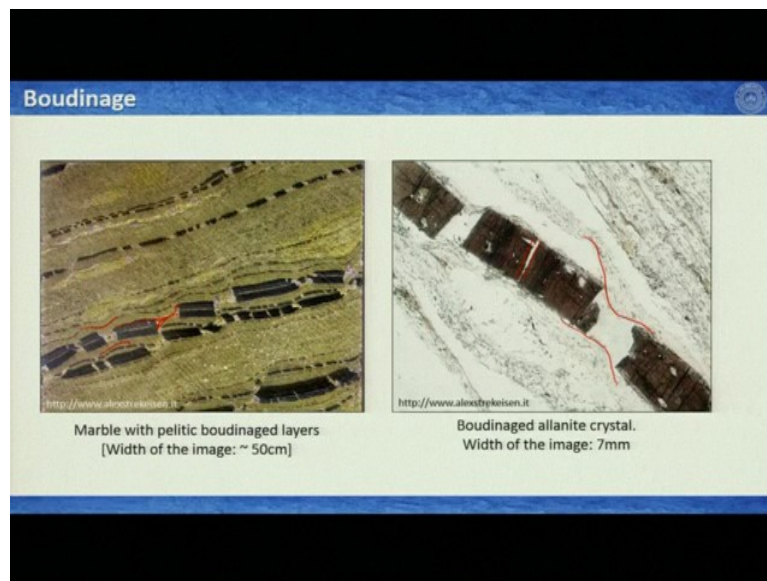 Boudinage
http://www.alexstrekeisen.it
http://www.alexstrekeisen.it
Marble with pelitic boudinaged layers
[Width of the image: ~ 50cm]
Boudinaged allanite crystal.
Width of the image: 7mm